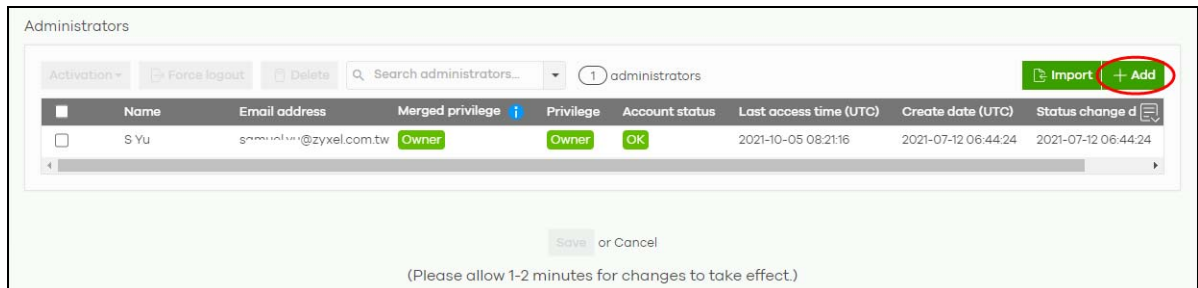 Administrators
Activation Force logout Delete Search administrators... 1 administrators Import + Add
Name Email address Merged privilege i Privilege Account status Last access time (UTC) Create date (UTC) Status change d
S Yu @zyxel.com.tw Owner Owner OK 2021-10-05 08:21:16 2021-07-12 06:44:24 2021-07-12 06:44:24
Save or Cancel
(Please allow 1-2 minutes for changes to take effect.)